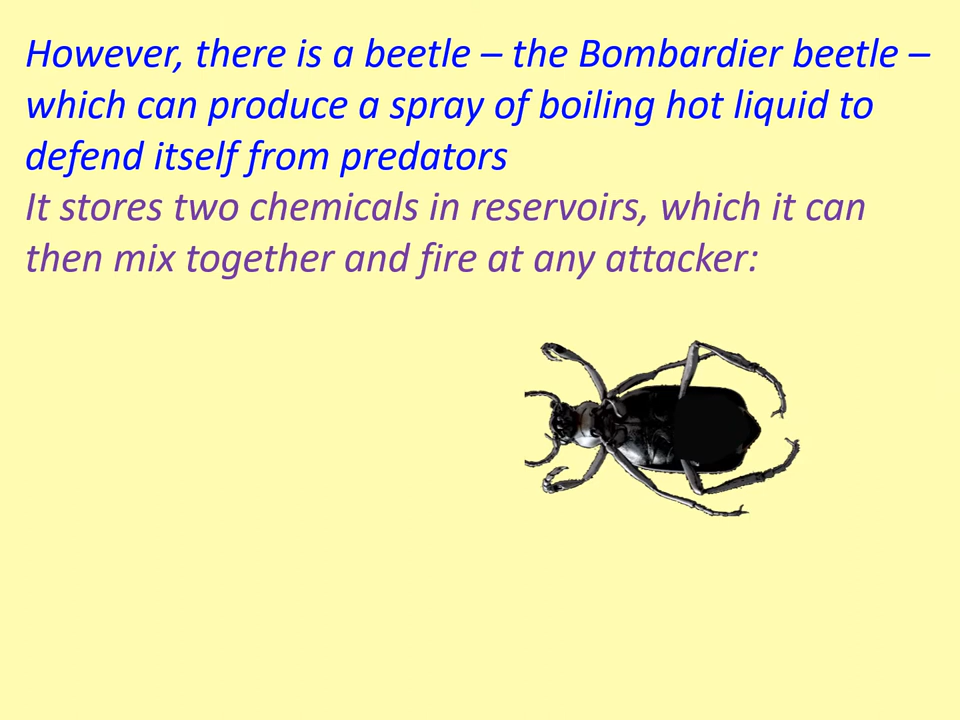 However, there is a beetle – the Bombardier beetle –
which can produce a spray of boiling hot liquid to
defend itself from predators
It stores two chemicals in reservoirs, which it can
then mix together and fire at any attacker: